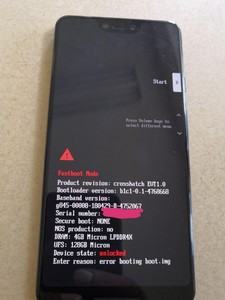 Start
Press Volume keys to
select different menu
Fastboot Mode
Product revision: crosshatch EVT1.0
Bootloader version: b1c1-0.1-4760668
Baseband version:
g845-00008-180429-B-4752067
Serial number:
Secure boot: NONE
NOS production: no
DRAM: 4GB Micron LPDDR4X
UFS: 128GB Micron
Device state: unlocked
Enter reason: error booting boot.img